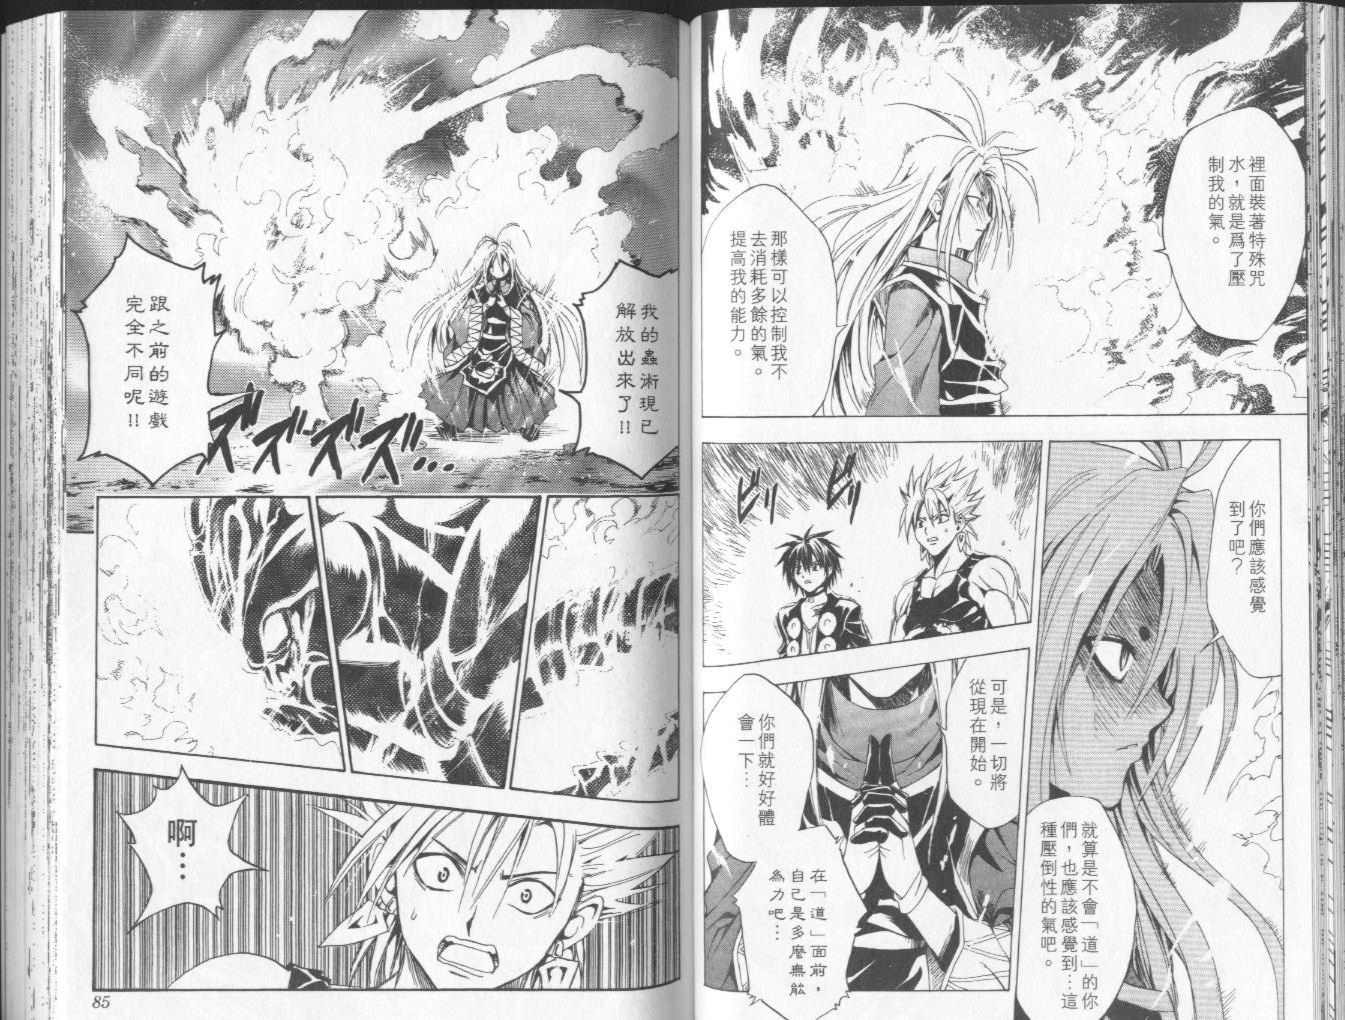 裡面裝著特殊咒
水，就是爲了壓
制我的氣。
那樣可以控制我不
去消耗多餘的氣。
提高我的能力。
你們應該感覺
到了吧？
ビリ
ビリ
就算是不會「道」的你
們，也應該感覺到…這
種壓倒性的氣吧。
可是，一切將
從現在開始。
你們就好好體
會一下…
在「道」面前，
自己是多麼無能
為力吧…
我的蟲術現已
解放出來了!!
跟之前的遊戲
完全不同呢!!
ズズズズ…
啊…
85